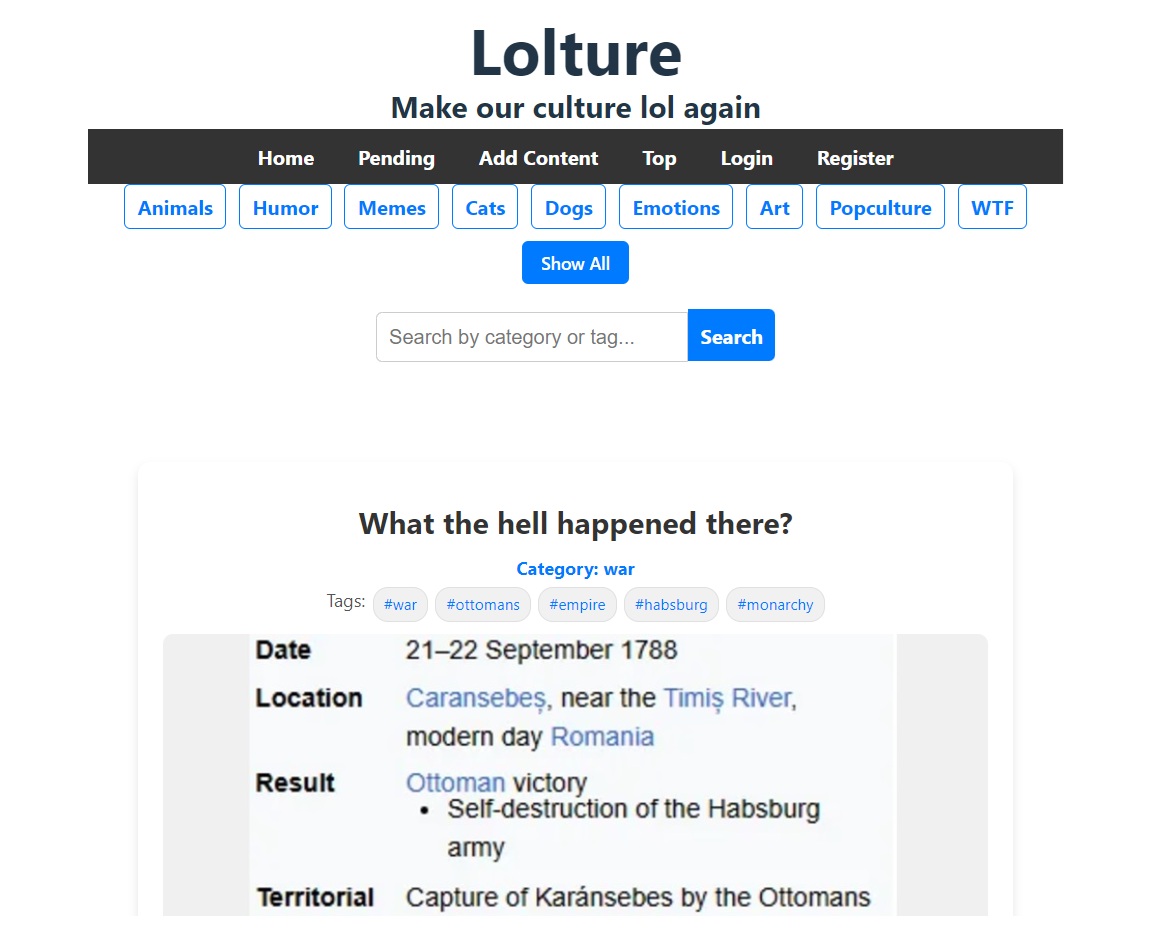 Lolture
Make our culture lol again
Home Pending Add Content Top Login Register
Animals Humor Memes Cats Dogs Emotions Art Popculture WTF
Show All
Search by category or tag... Search
What the hell happened there?
Category: war
Tags: #war #ottomans #empire #habsburg #monarchy
Date 21–22 September 1788
Location Caransebeș, near the Timiș River,
modern day Romania
Result Ottoman victory
• Self-destruction of the Habsburg
army
Territorial Capture of Karánsebes by the Ottomans